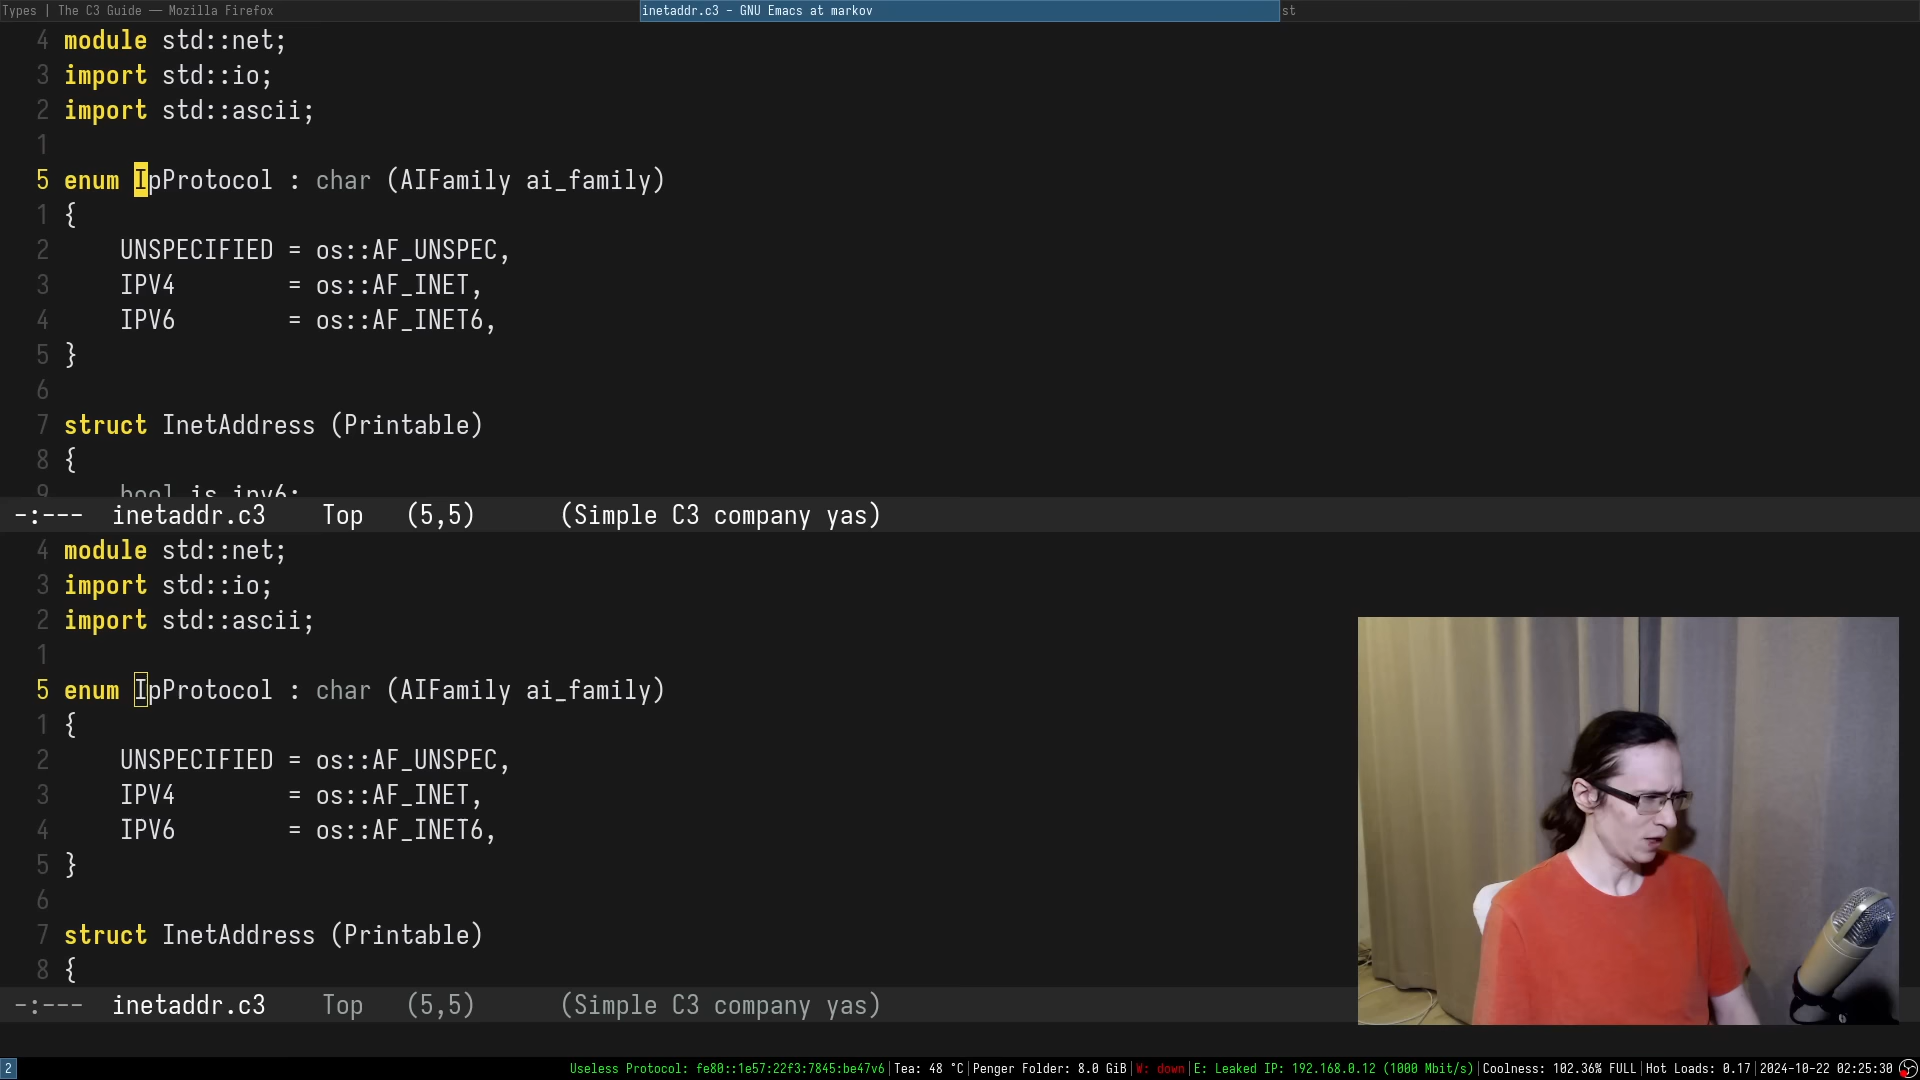 Types | The C3 Guide — Mozilla Firefox
inetaddr.c3 - GNU Emacs at markov
st
4 module std::net;
3 import std::io;
2 import std::ascii;
1
5 enum IpProtocol : char (AIFamily ai_family)
1 {
2 UNSPECIFIED = os::AF_UNSPEC,
3 IPV4 = os::AF_INET,
4 IPV6 = os::AF_INET6,
5 }
6
7 struct InetAddress (Printable)
8 {
9 bool is_ipv6;
-:--- inetaddr.c3 Top (5,5) (Simple C3 company yas)
4 module std::net;
3 import std::io;
2 import std::ascii;
1
5 enum IpProtocol : char (AIFamily ai_family)
1 {
2 UNSPECIFIED = os::AF_UNSPEC,
3 IPV4 = os::AF_INET,
4 IPV6 = os::AF_INET6,
5 }
6
7 struct InetAddress (Printable)
8 {
-:--- inetaddr.c3 Top (5,5) (Simple C3 company yas)
2
Useless Protocol: fe80::1e57:22f3:7845:be47v6|Tea: 48 °C|Penger Folder: 8.0 GiB|W: down|E: Leaked IP: 192.168.0.12 (1000 Mbit/s)|Coolness: 102.36% FULL|Hot Loads: 0.17|2024-10-22 02:25:30